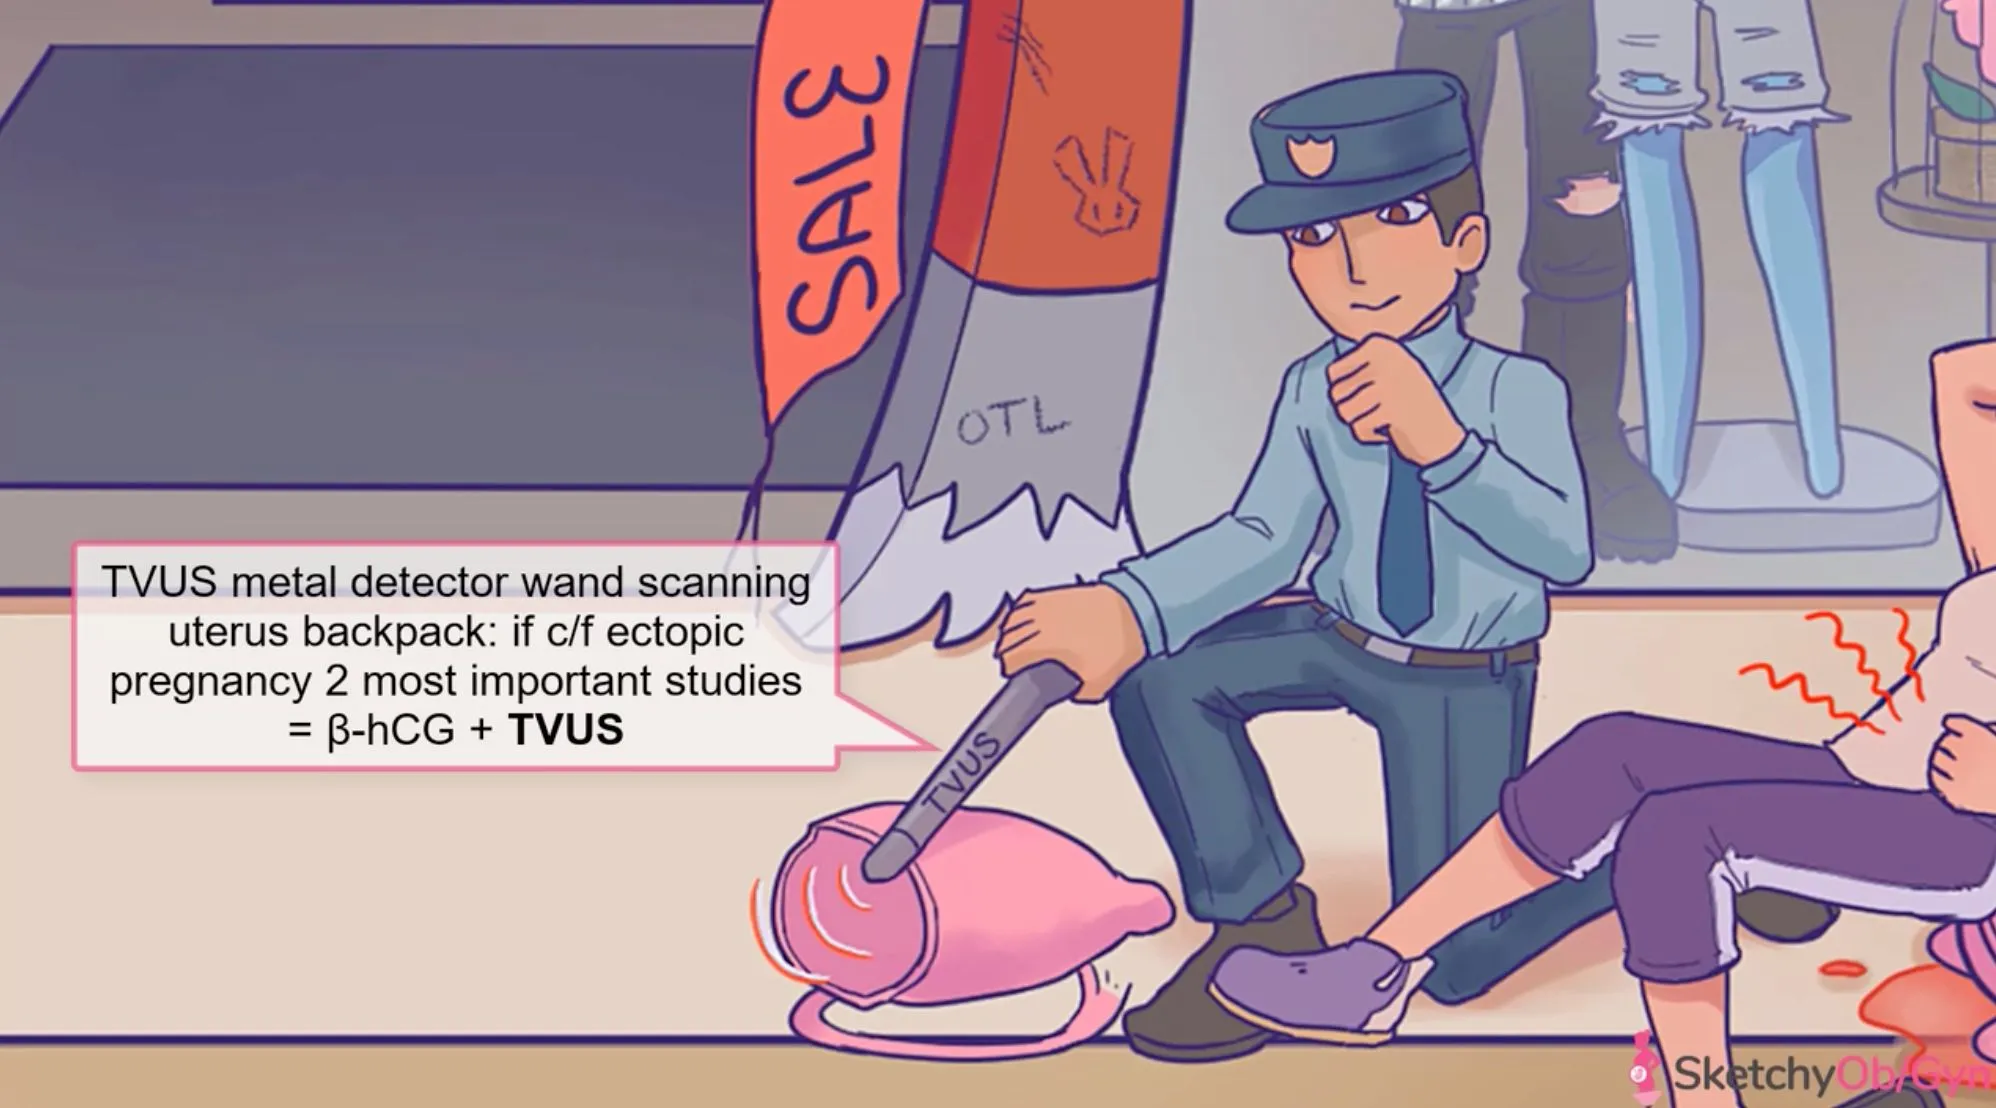 SALE
OTL
TVUS metal detector wand scanning
uterus backpack: if c/f ectopic
pregnancy 2 most important studies
= β-hCG + TVUS
TVUS
SketchyOb/Gyn